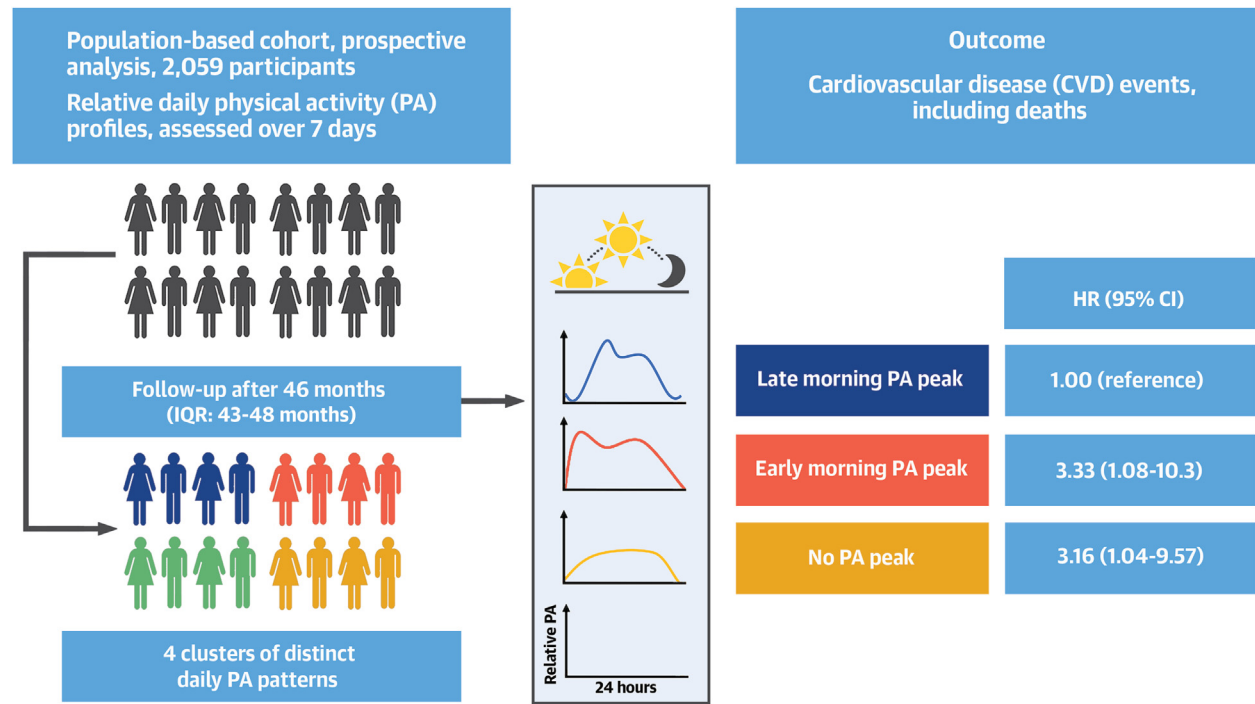 Population-based cohort, prospective
analysis, 2,059 participants
Relative daily physical activity (PA)
profiles, assessed over 7 days
Outcome
Cardiovascular disease (CVD) events,
including deaths
Follow-up after 46 months
(IQR: 43-48 months)
4 clusters of distinct
daily PA patterns
Relative PA
24 hours
HR (95% CI)
Late morning PA peak
1.00 (reference)
Early morning PA peak
3.33 (1.08-10.3)
No PA peak
3.16 (1.04-9.57)